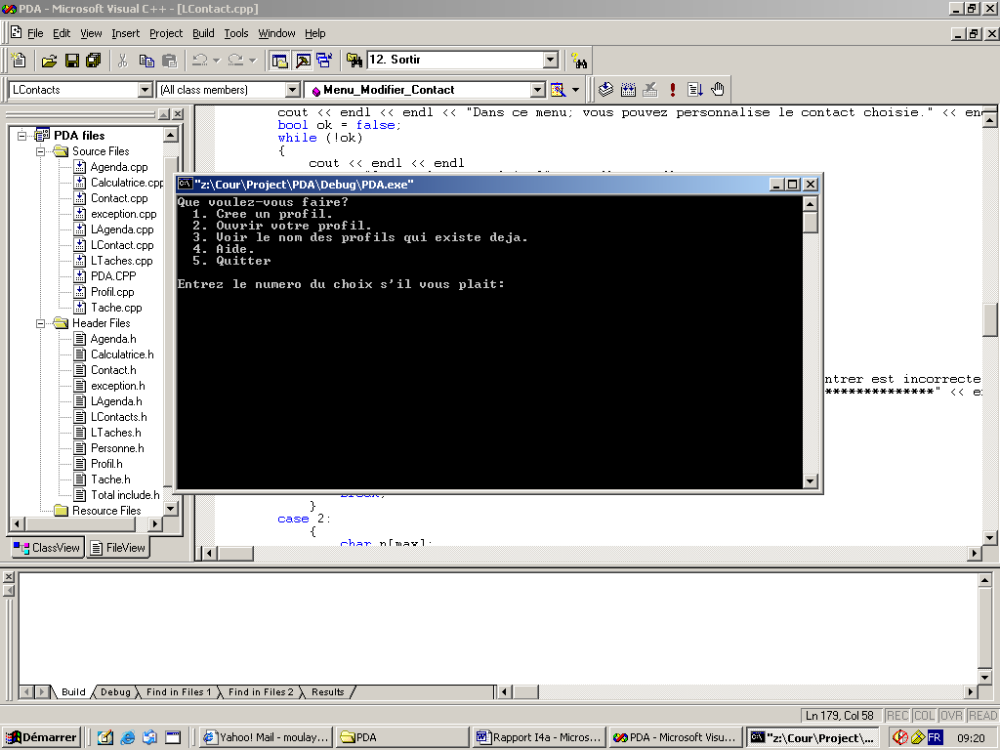 PDA - Microsoft Visual C++ - [LContact.cpp]
File Edit View Insert Project Build Tools Window Help
12. Sortir
LContacts (All class members) Menu_Modifier_Contact
cout << endl << endl << "Dans ce menu; vous pouvez personnalise le contact choisie." << en
bool ok = false;
while (!ok)
{
cout << endl << endl
PDA files
Source Files
Agenda.cpp
Calculatrice.cpp
Contact.cpp
exception.cpp
LAgenda.cpp
LContact.cpp
LTaches.cpp
PDA.CPP
Profil.cpp
Tache.cpp
Header Files
Agenda.h
Calculatrice.h
Contact.h
exception.h
LAgenda.h
LContacts.h
LTaches.h
Personne.h
Profil.h
Tache.h
Total include.h
Resource Files
ClassView FileView
"z:\Cour\Project\PDA\Debug\PDA.exe"
Que voulez-vous faire?
1. Cree un profil.
2. Ouvrir votre profil.
3. Voir le nom des profils qui existe deja.
4. Aide.
5. Quitter
Entrez le numero du choix s'il vous plait:
ntrer est incorrecte
**************" << e
break;
}
case 2:
{
char n[max];
Build Debug Find in Files 1 Find in Files 2 Results
Ln 179, Col 58 REC COL OVR READ
Démarrer Yahoo! Mail - moulay... PDA Rapport I4a - Micros... PDA - Microsoft Visu... "z:\Cour\Project\... FR 09:20